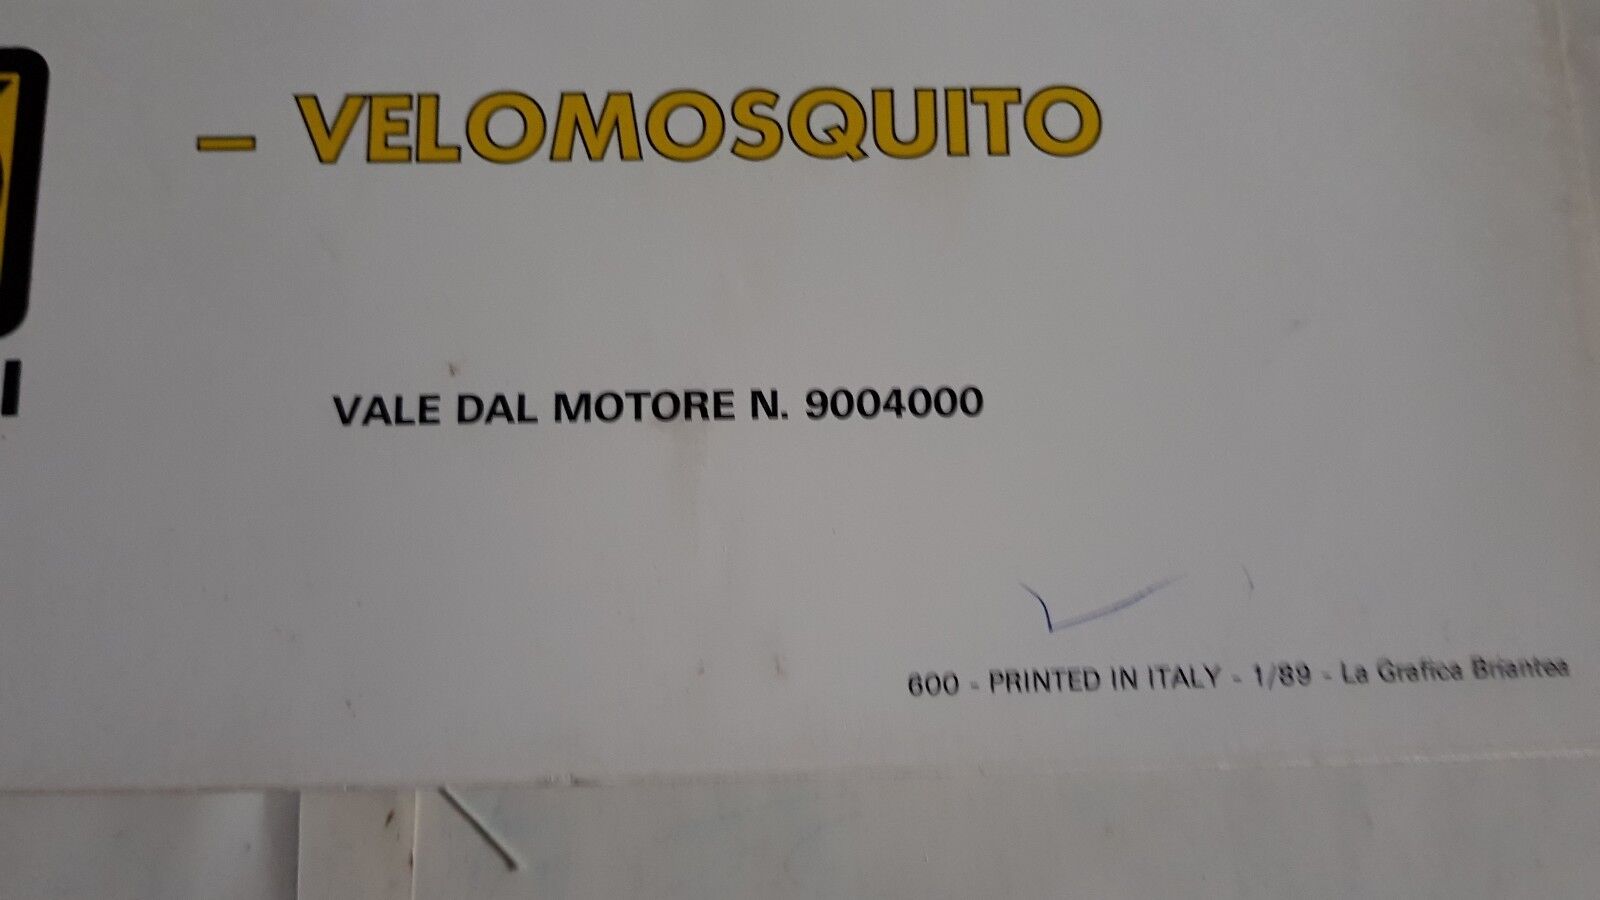 – VELOMOSQUITO
I
VALE DAL MOTORE N. 9004000
600 - PRINTED IN ITALY - 1/89 - La Grafica Briantea